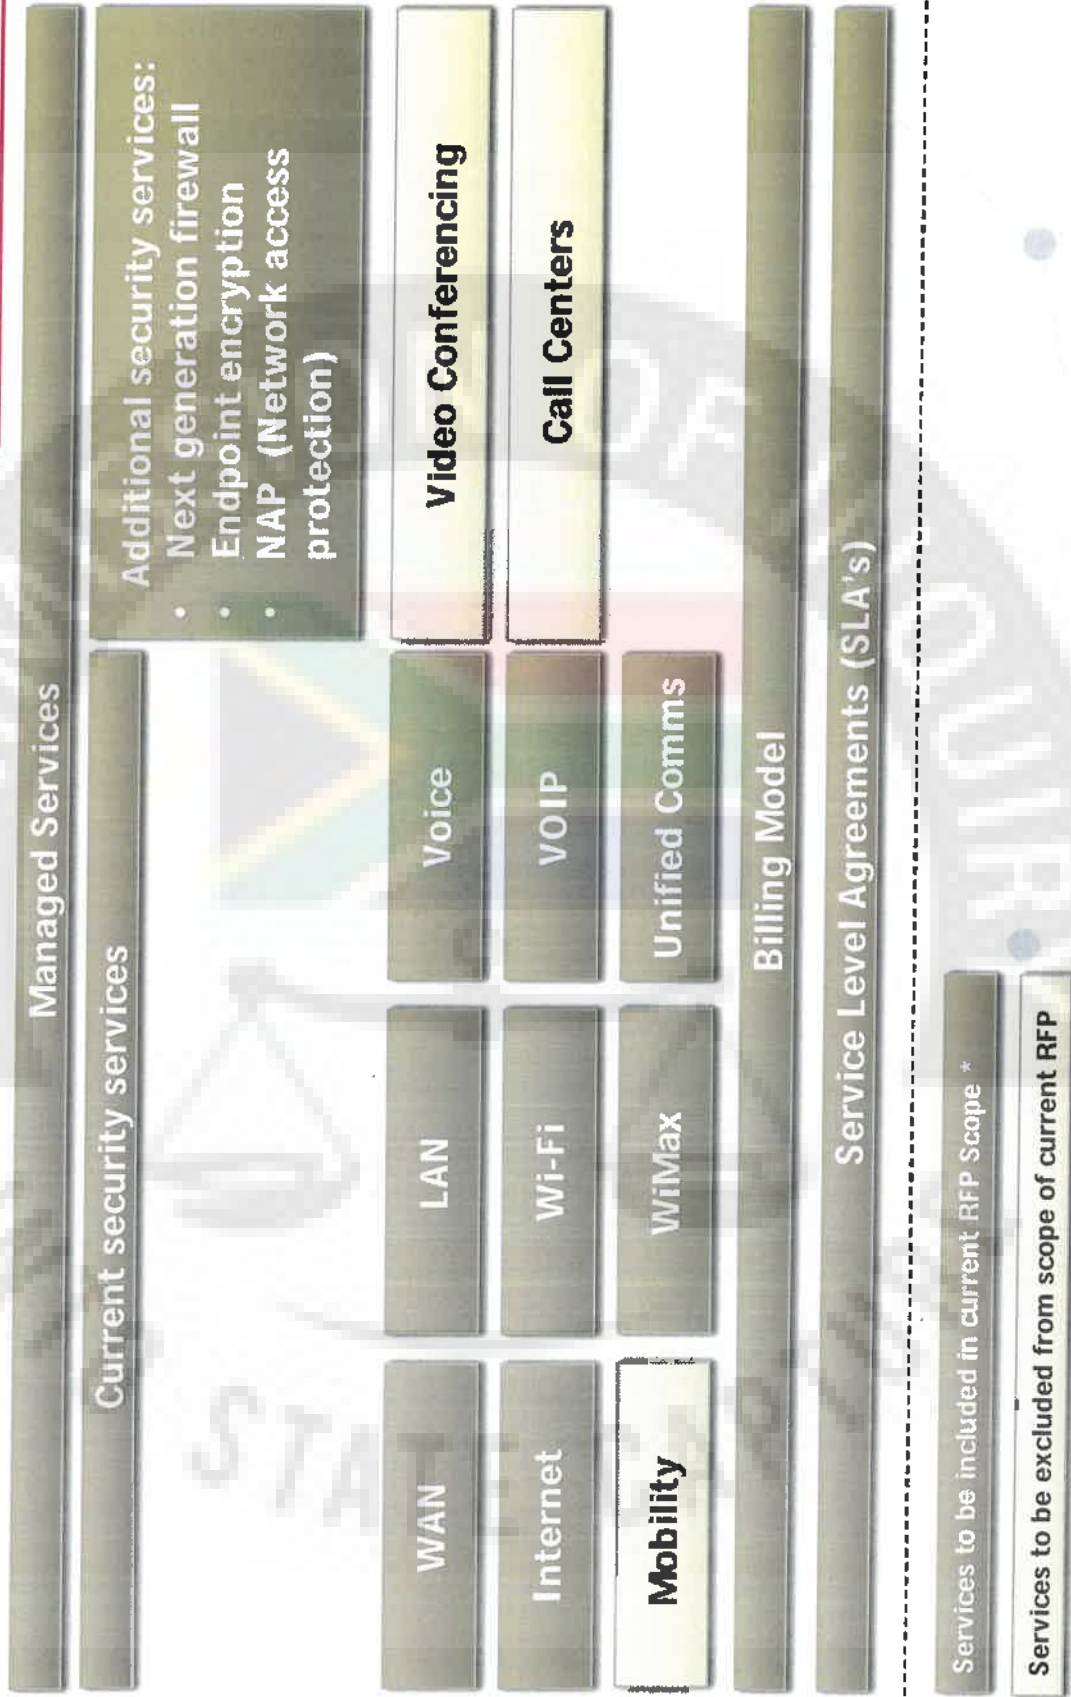 Managed Services
Current security services
Additional security services:
• Next generation firewall
• Endpoint encryption
• NAP (Network access
protection)
WAN
LAN
Voice
Video Conferencing
Internet
Wi-Fi
VOIP
Call Centers
Mobility
WiMax
Unified Comms
Billing Model
Service Level Agreements (SLA's)
Services to be included in current RFP Scope *
Services to be excluded from scope of current RFP